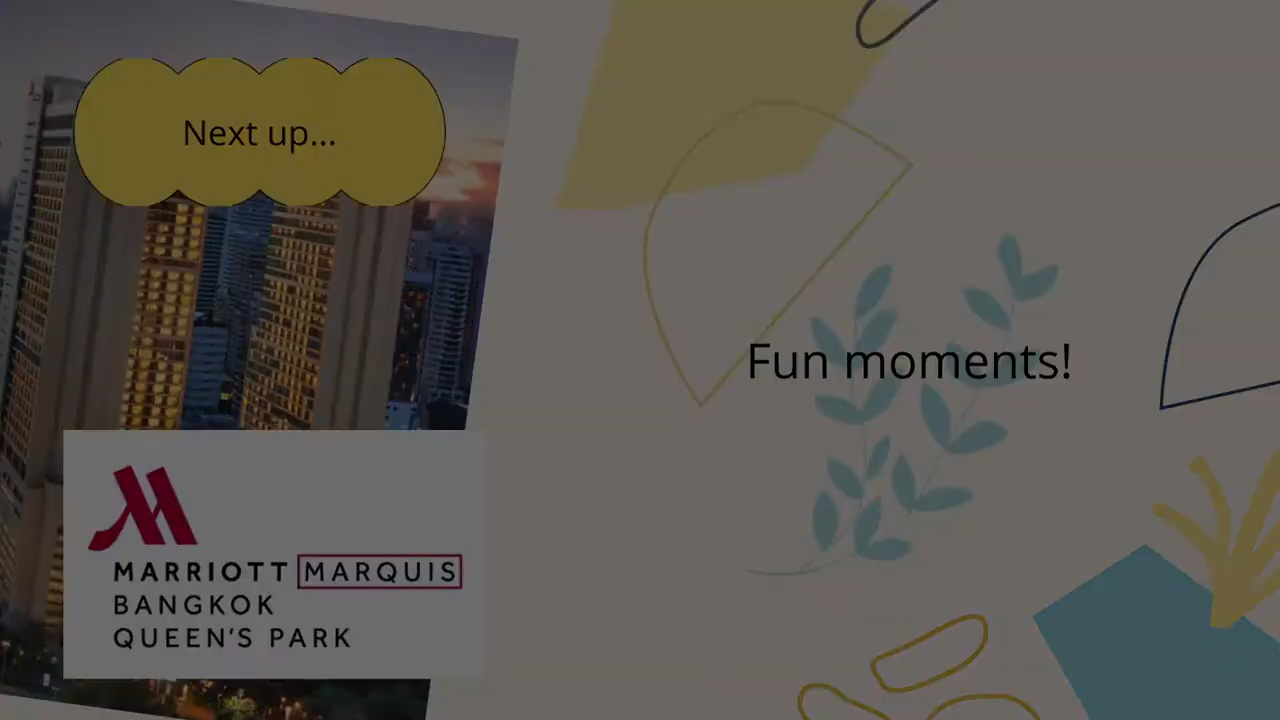 Next up...
Fun moments!
MARRIOTT MARQUIS
BANGKOK
QUEEN'S PARK